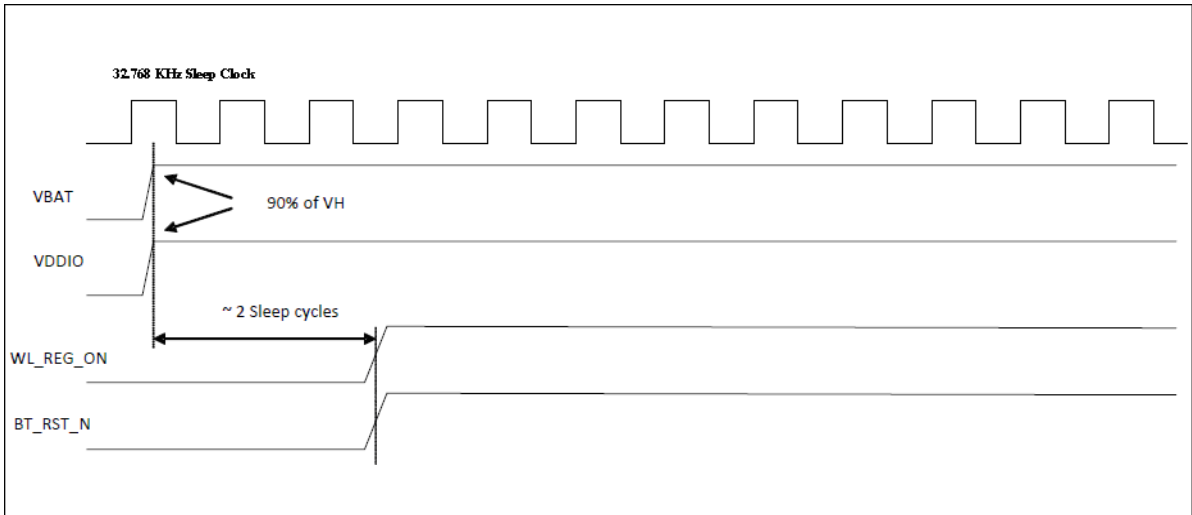 32.768 KHz Sleep Clock
VBAT
90% of VH
VDDIO
~ 2 Sleep cycles
WL_REG_ON
BT_RST_N